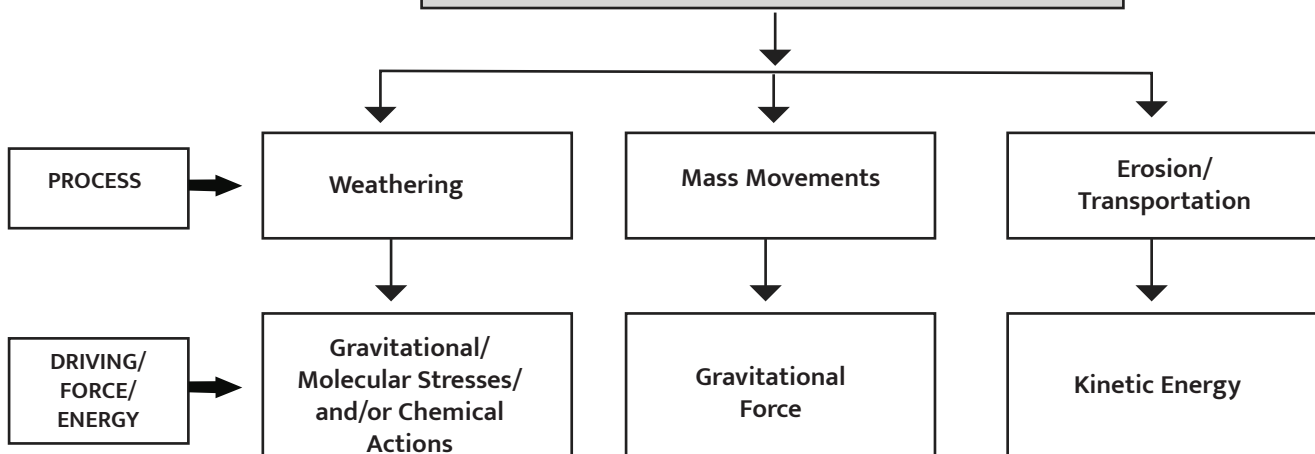 PROCESS
Weathering
Mass Movements
Erosion/
Transportation
DRIVING/
FORCE/
ENERGY
Gravitational/
Molecular Stresses/
and/or Chemical
Actions
Gravitational
Force
Kinetic Energy